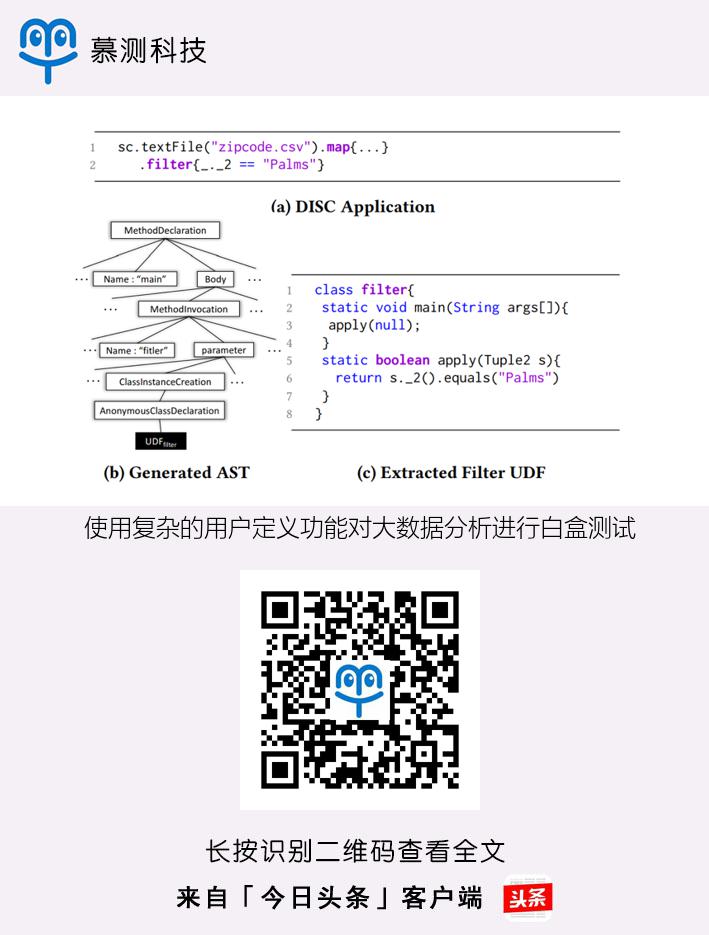 慕测科技
1 sc.textFile("zipcode.csv").map{...}
2 .filter{_._2 == "Palms"}
(a) DISC Application
MethodDeclaration
... Name : "main" Body ...
... MethodInvocation ...
... Name : "fitler" parameter ...
... ClassInstanceCreation ...
AnonymousClassDeclaration
UDFfilter
(b) Generated AST
1 class filter{
2 static void main(String args[]){
3 apply(null);
4 }
5 static boolean apply(Tuple2 s){
6 return s._2().equals("Palms")
7 }
8 }
(c) Extracted Filter UDF
使用复杂的用户定义功能对大数据分析进行白盒测试
长按识别二维码查看全文
来自「今日头条」客户端 头条